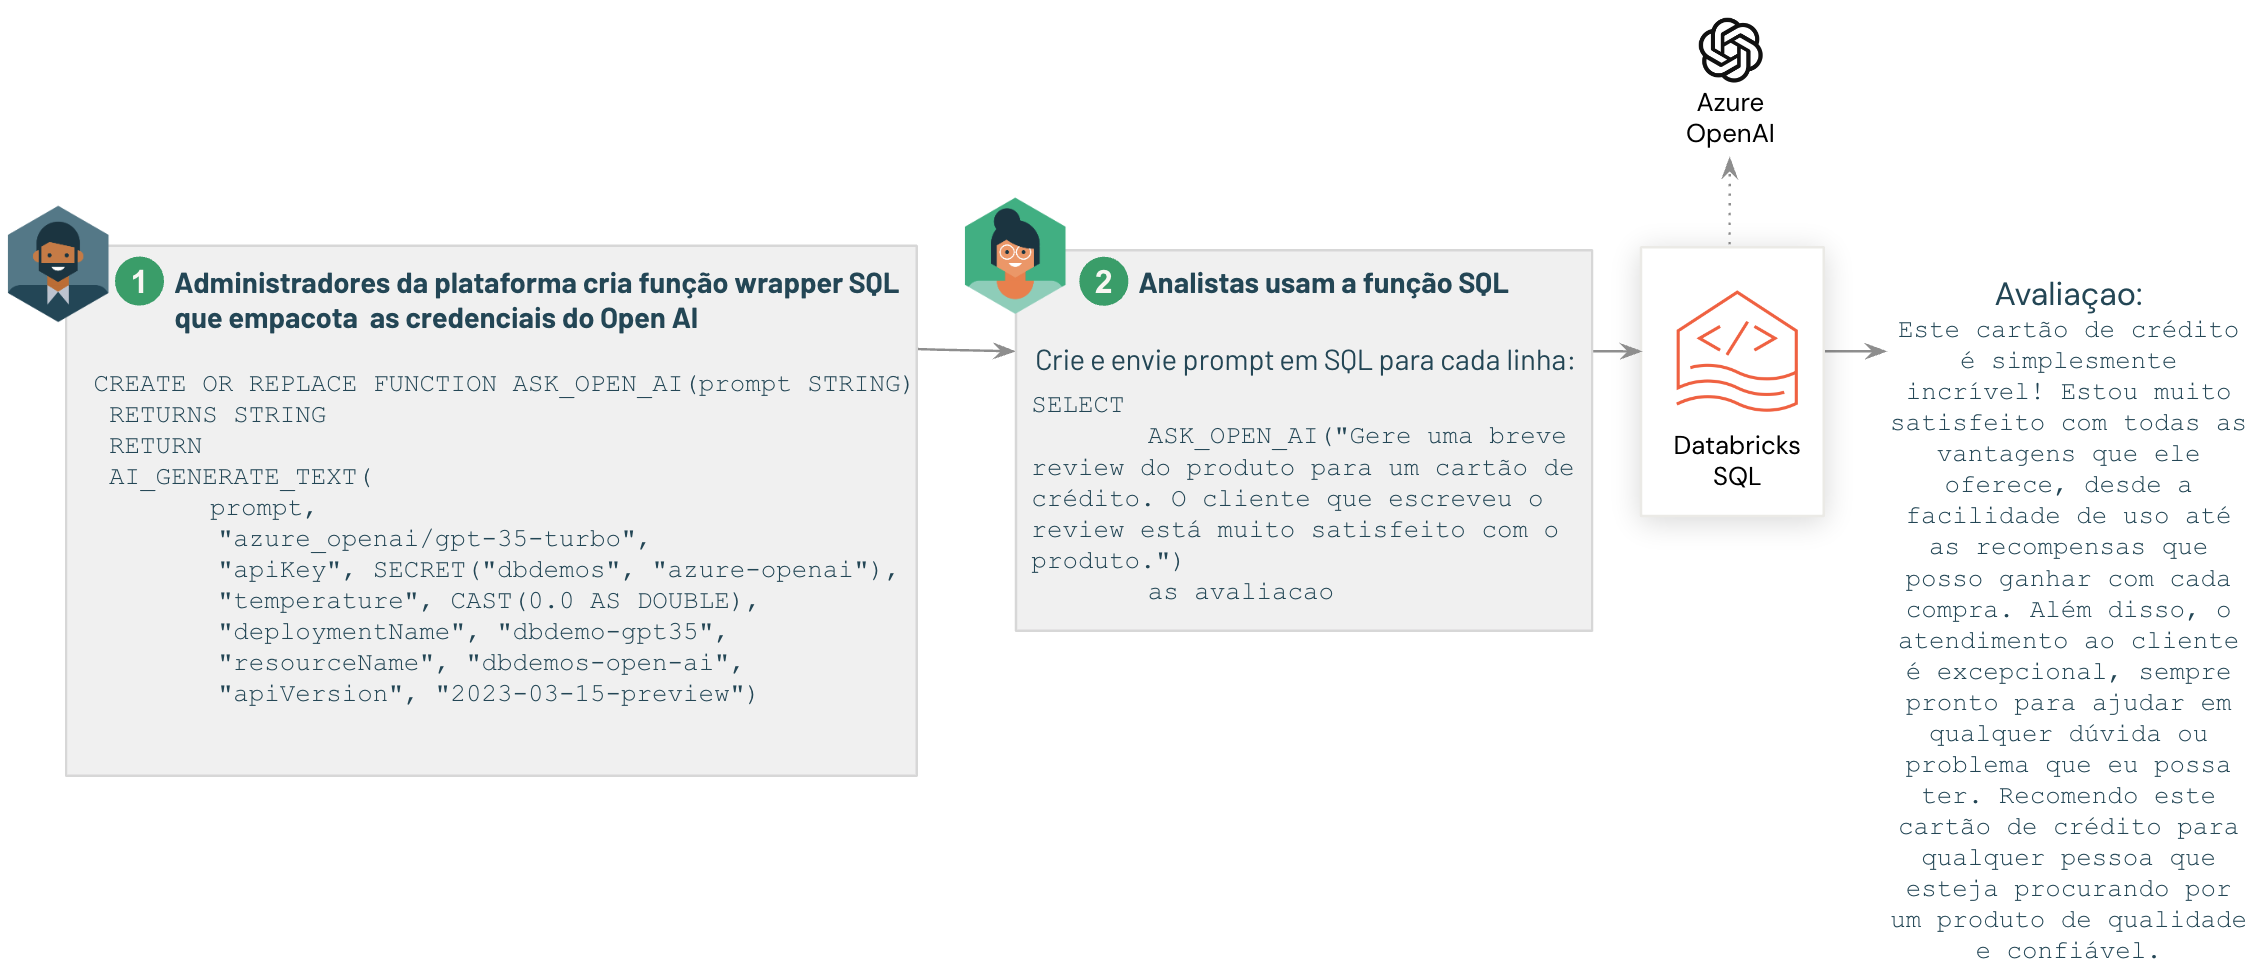 1
Administradores da plataforma cria função wrapper SQL
que empacota as credenciais do Open AI
CREATE OR REPLACE FUNCTION ASK_OPEN_AI(prompt STRING)
RETURNS STRING
RETURN
AI_GENERATE_TEXT(
prompt,
"azure_openai/gpt-35-turbo",
"apiKey", SECRET("dbdemos", "azure-openai"),
"temperature", CAST(0.0 AS DOUBLE),
"deploymentName", "dbdemo-gpt35",
"resourceName", "dbdemos-open-ai",
"apiVersion", "2023-03-15-preview")
2
Analistas usam a função SQL
Crie e envie prompt em SQL para cada linha:
SELECT
ASK_OPEN_AI("Gere uma breve
review do produto para um cartão de
crédito. O cliente que escreveu o
review está muito satisfeito com o
produto.")
as avaliacao
Azure
OpenAI
Databricks
SQL
Avaliaçao:
Este cartão de crédito
é simplesmente
incrível! Estou muito
satisfeito com todas as
vantagens que ele
oferece, desde a
facilidade de uso até
as recompensas que
posso ganhar com cada
compra. Além disso, o
atendimento ao cliente
é excepcional, sempre
pronto para ajudar em
qualquer dúvida ou
problema que eu possa
ter. Recomendo este
cartão de crédito para
qualquer pessoa que
esteja procurando por
um produto de qualidade
e confiável.